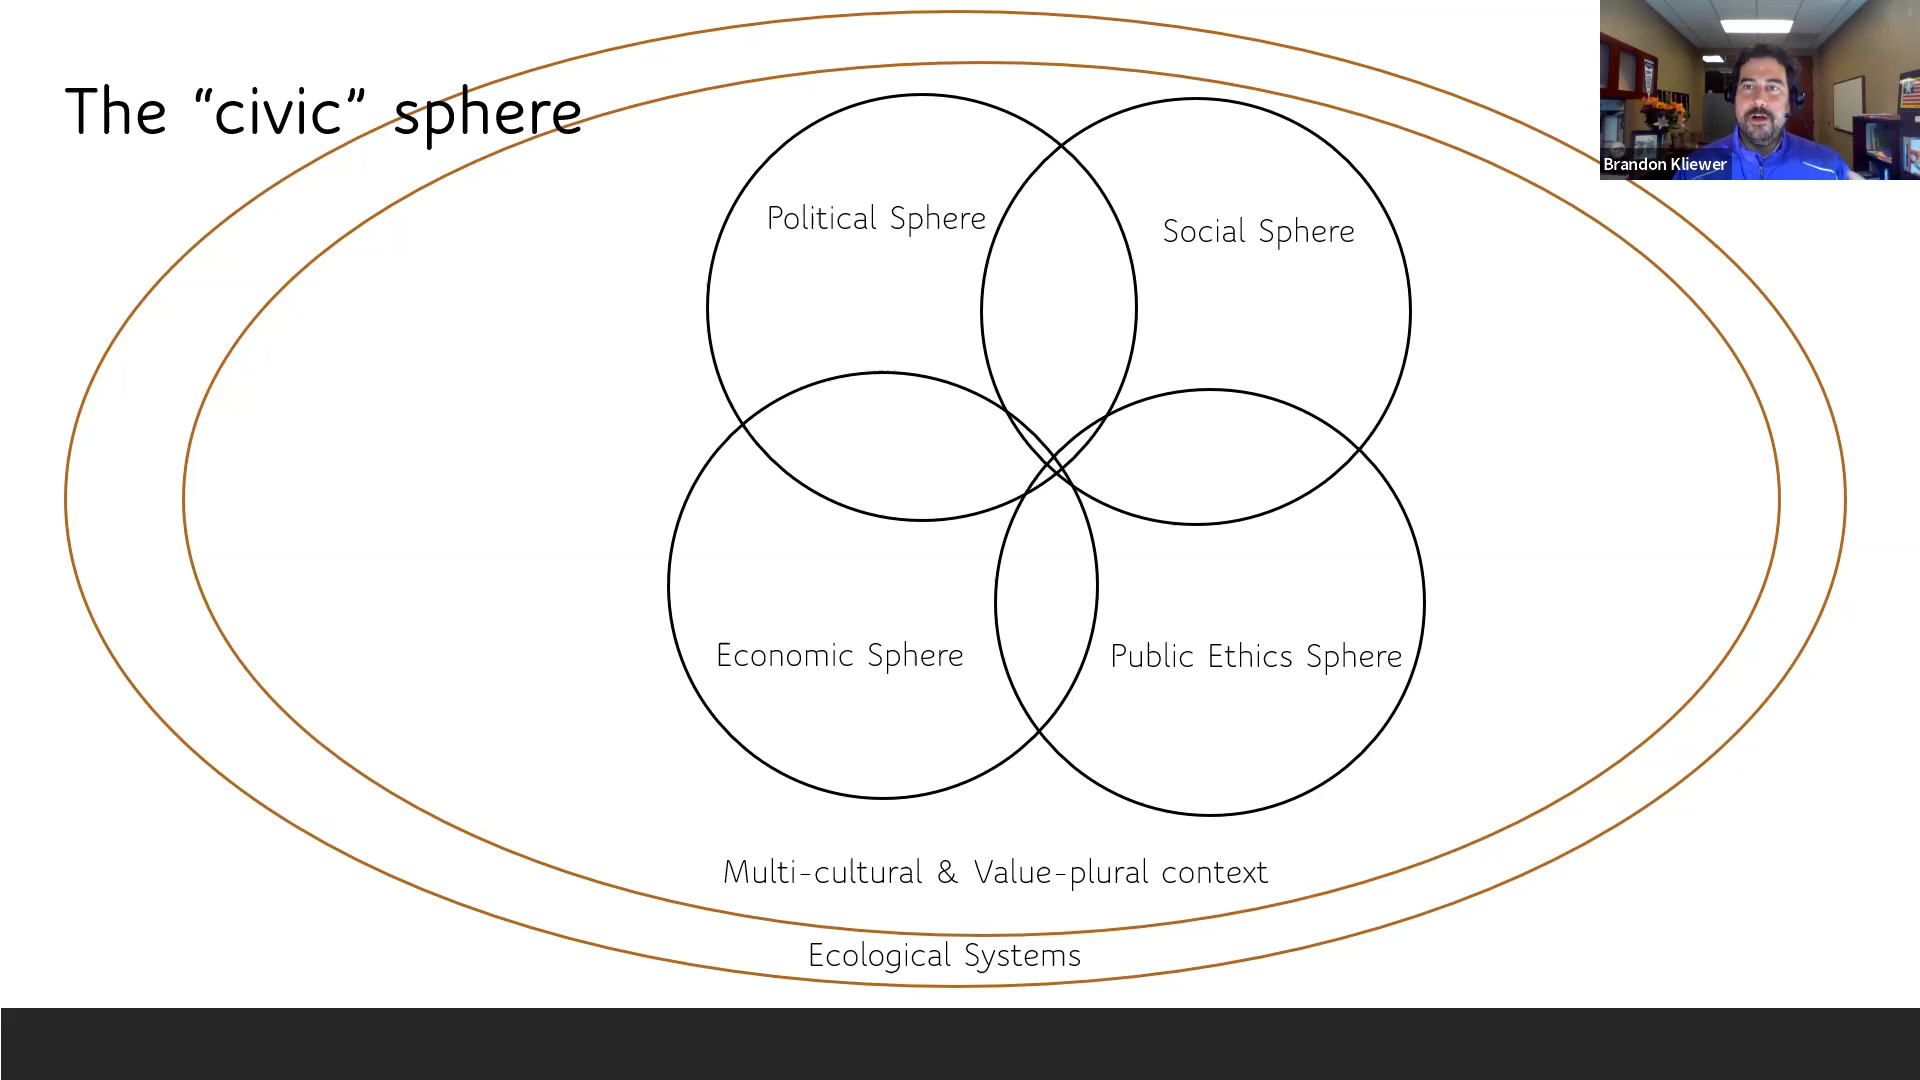 The “civic” sphere
Brandon Kliewer
Political Sphere
Social Sphere
Economic Sphere
Public Ethics Sphere
Multi-cultural & Value-plural context
Ecological Systems